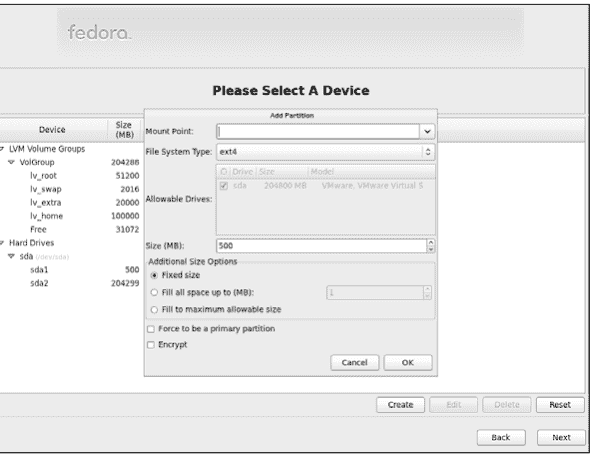 fedora.
Please Select A Device
Device
Size
(MB)
LVM Volume Groups
VolGroup 204288
lv_root 51200
lv_swap 2016
lv_extra 20000
lv_home 100000
Free 31072
Hard Drives
sda (/dev/sda)
sda1 500
sda2 204299
Add Partition
Mount Point:
File System Type: ext4
Allowable Drives:
Drive Size Model
sda 204800 MB VMware, VMware Virtual S
Size (MB): 500
Additional Size Options
Fixed size
Fill all space up to (MB): 1
Fill to maximum allowable size
Force to be a primary partition
Encrypt
Cancel OK
Create Edit Delete Reset
Back Next